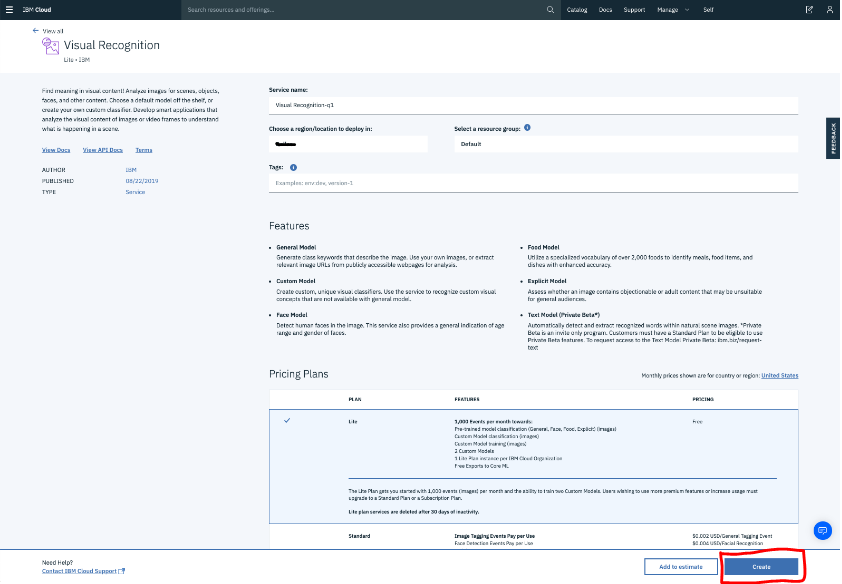 IBM Cloud
Search resources and offerings...
Catalog Docs Support Manage Self
View all
Visual Recognition
Lite • IBM
Find meaning in visual content! Analyze images for scenes, objects,
faces, and other content. Choose a default model off the shelf, or
create your own custom classifier. Develop smart applications that
analyze the visual content of images or video frames to understand
what is happening in a scene.
View Docs View API Docs Terms
AUTHOR IBM
PUBLISHED 08/22/2019
TYPE Service
Service name:
Visual Recognition-q1
Choose a region/location to deploy in:
Select a resource group:
Default
Tags:
Examples: env:dev, version-1
FEEDBACK
Features
General Model
Generate class keywords that describe the image. Use your own images, or extract
relevant image URLs from publicly accessible webpages for analysis.
Custom Model
Create custom, unique visual classifiers. Use the service to recognize custom visual
concepts that are not available with general model.
Face Model
Detect human faces in the image. This service also provides a general indication of age
range and gender of faces.
Food Model
Utilize a specialized vocabulary of over 2,000 foods to identify meals, food items, and
dishes with enhanced accuracy.
Explicit Model
Assess whether an image contains objectionable or adult content that may be unsuitable
for general audiences.
Text Model (Private Beta*)
Automatically detect and extract recognized words within natural scene images. *Private
Beta is an invite only program. Customers must have a Standard Plan to be eligible to use
Private Beta features. To request access to the Text Model Private Beta: ibm.biz/request-
text
Pricing Plans
Monthly prices shown are for country or region: United States
PLAN FEATURES PRICING
Lite
1,000 Events per month towards:
Pre-trained model classification (General, Face, Food, Explicit) (images)
Custom Model classification (images)
Custom Model training (images)
2 Custom Models
1 Lite Plan instance per IBM Cloud Organization
Free Exports to Core ML
Free
The Lite Plan gets you started with 1,000 events (images) per month and the ability to train two Custom Models. Users wishing to use more premium features or increase usage must
upgrade to a Standard Plan or a Subscription Plan.
Lite plan services are deleted after 30 days of inactivity.
Standard
Image Tagging Events Pay per Use
Face Detection Events Pay per Use
$0.002 USD/General Tagging Event
$0.004 USD/Facial Recognition
Need Help?
Contact IBM Cloud Support
Add to estimate
Create